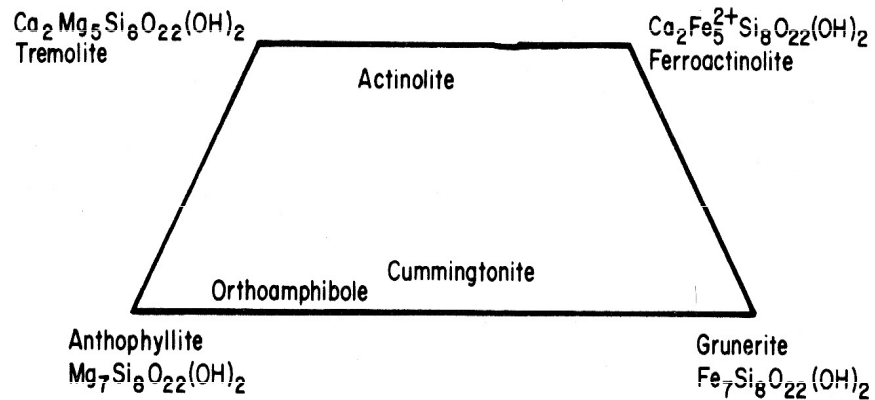 Ca₂Mg₅Si₈O₂₂(OH)₂
Tremolite
Ca₂Fe₅²⁺Si₈O₂₂(OH)₂
Ferroactinolite
Actinolite
Cummingtonite
Orthoamphibole
Anthophyllite
Mg₇Si₈O₂₂(OH)₂
Grunerite
Fe₇Si₈O₂₂(OH)₂